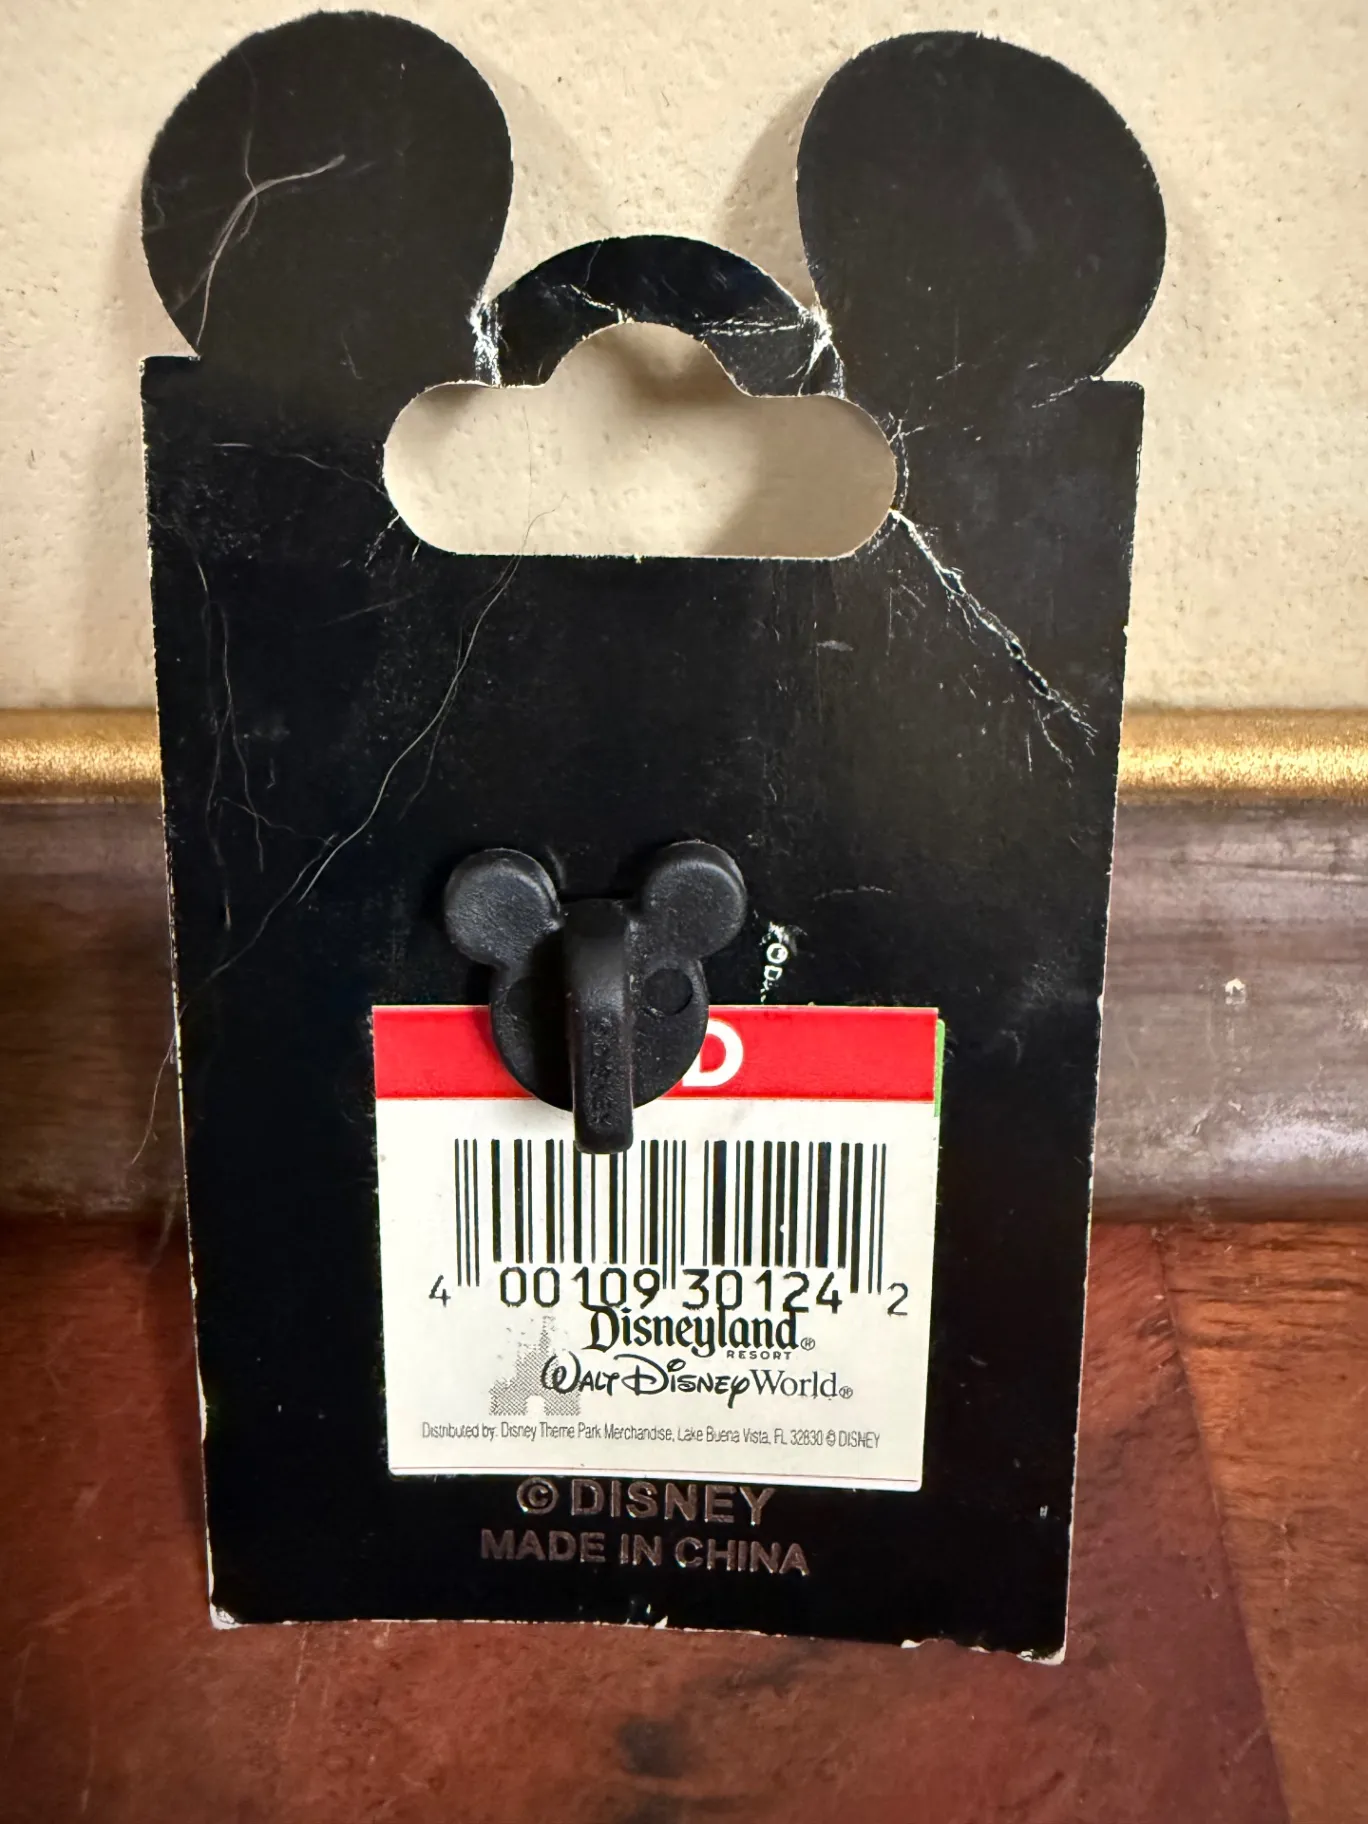 D
4 00109 30124 2
Disneyland®
RESORT
WALT DISNEY World®
Distributed by: Disney Theme Park Merchandise, Lake Buena Vista, FL 32830 © DISNEY
© DISNEY
MADE IN CHINA